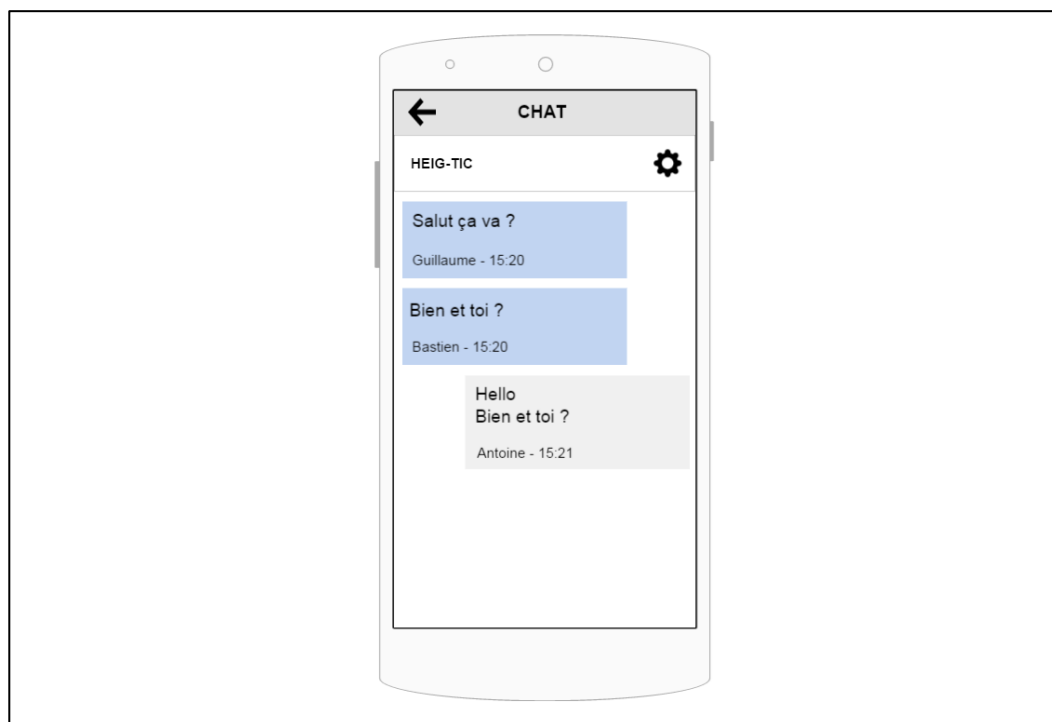 CHAT
HEIG-TIC
Salut ça va ?
Guillaume - 15:20
Bien et toi ?
Bastien - 15:20
Hello
Bien et toi ?
Antoine - 15:21